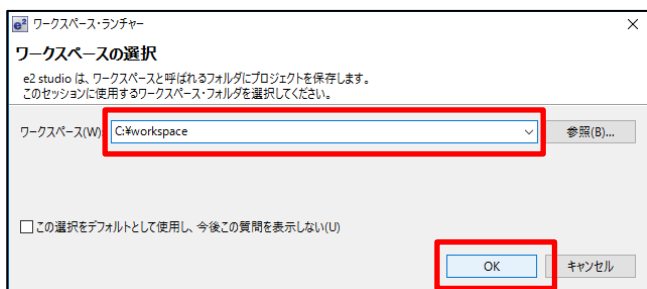 e² ワークスペース・ランチャー
ワークスペースの選択
e2 studio は、ワークスペースと呼ばれるフォルダにプロジェクトを保存します。
このセッションに使用するワークスペース・フォルダを選択してください。
ワークスペース(W): C:¥workspace 参照(B)...
この選択をデフォルトとして使用し、今後この質問を表示しない(U)
OK キャンセル